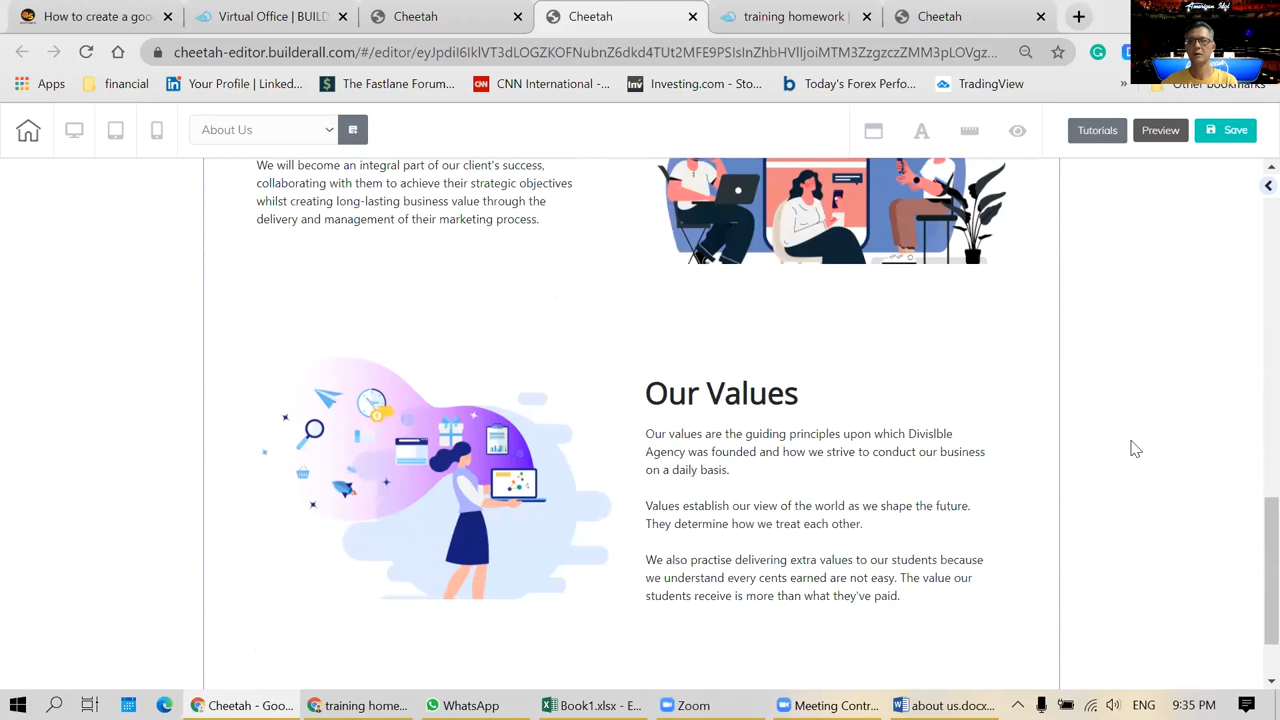 How to create a goo
Virtual Office | BUILD
Cheetah
Cheetah
training homework
Cheetah
American Idol
cheetah-editor.builderall.com
Apps
financial
Your Profile | Linked...
The Fastlane Forum...
CNN International -...
Investing.com - Sto...
Today's Forex Perfo...
TradingView
»
Other bookmarks
About Us
Tutorials
Preview
Save
We will become an integral part of our client's success,
collaborating with them to achieve their strategic objectives
whilst creating long-lasting business value through the
delivery and management of their marketing process.
Our Values
Our values are the guiding principles upon which Divislble
Agency was founded and how we strive to conduct our business
on a daily basis.
Values establish our view of the world as we shape the future.
They determine how we treat each other.
We also practise delivering extra values to our students because
we understand every cents earned are not easy. The value our
students receive is more than what they've paid.
Cheetah - Goo...
training home...
WhatsApp
Book1.xlsx - E...
Zoom
Meeting Contr...
about us.docx...
ENG
9:35 PM